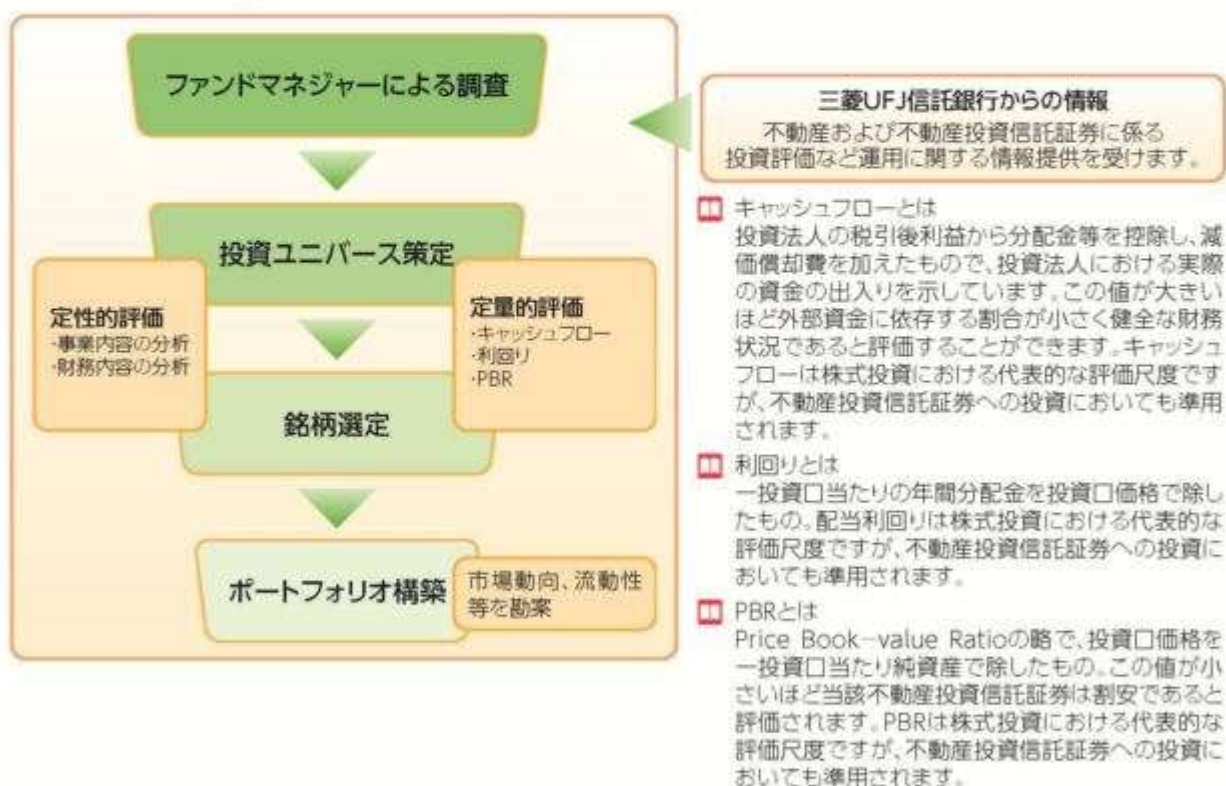 ファンドマネジャーによる調査
投資ユニバース策定
定性的評価
・事業内容の分析
・財務内容の分析
定量的評価
・キャッシュフロー
・利回り
・PBR
銘柄選定
ポートフォリオ構築
市場動向、流動性
等を勘案
三菱UFJ信託銀行からの情報
不動産および不動産投資信託証券に係る
投資評価など運用に関する情報提供を受けます。
キャッシュフローとは
投資法人の税引後利益から分配金等を控除し、減
価償却費を加えたもので、投資法人における実際
の資金の出入りを示しています。この値が大きい
ほど外部資金に依存する割合が小さく健全な財務
状況であると評価することができます。キャッシュ
フローは株式投資における代表的な評価尺度です
が、不動産投資信託証券への投資においても準用
されます。
利回りとは
一投資口当たりの年間分配金を投資口価格で除し
たもの。配当利回りは株式投資における代表的な
評価尺度ですが、不動産投資信託証券への投資に
おいても準用されます。
PBRとは
Price Book-value Ratioの略で、投資口価格を
一投資口当たり純資産で除したもの。この値が小
さいほど当該不動産投資信託証券は割安であると
評価されます。PBRは株式投資における代表的な
評価尺度ですが、不動産投資信託証券への投資に
おいても準用されます。